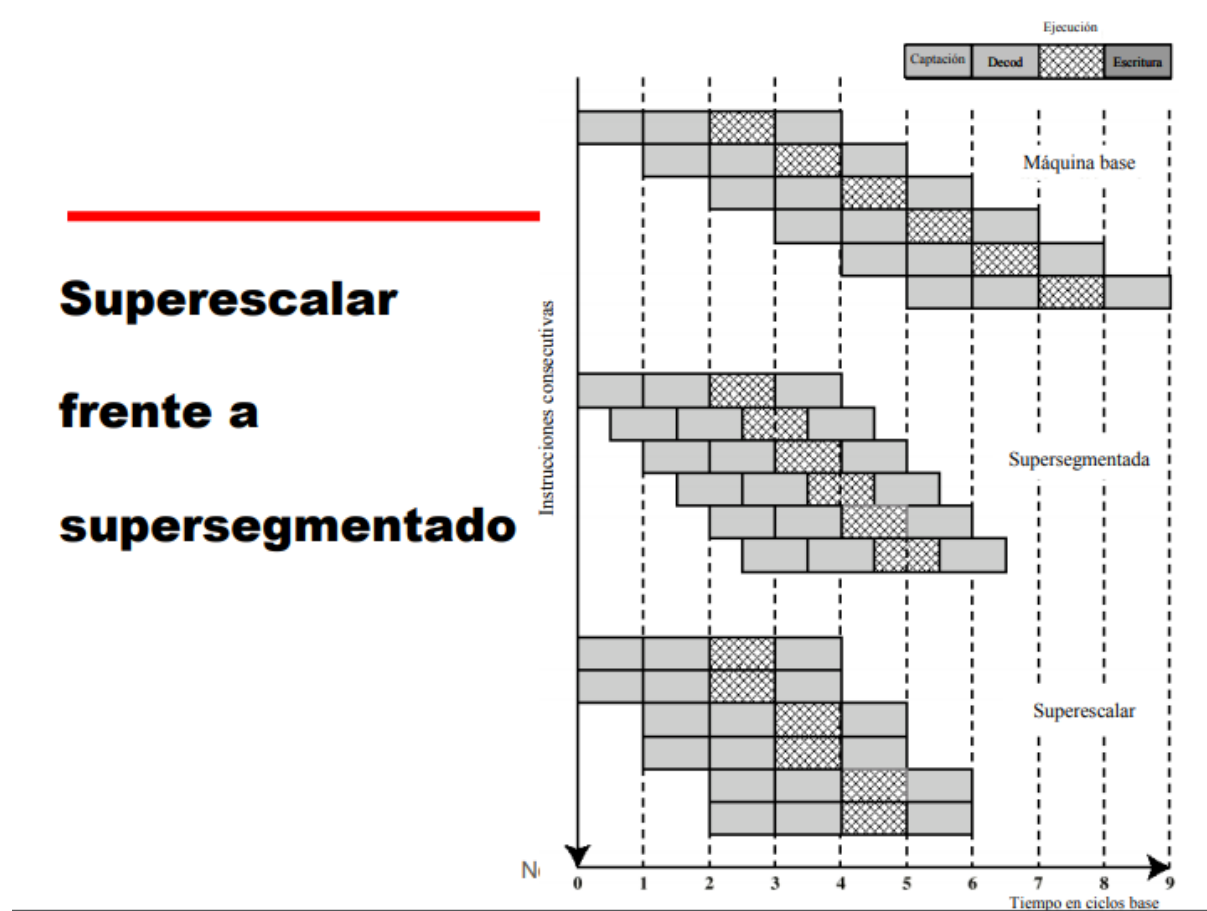 Ejecución
Captación Decod Escritura
Máquina base
Superescalar
frente a
supersegmentado
Instrucciones consecutivas
Supersegmentada
Superescalar
0 1 2 3 4 5 6 7 8 9
Tiempo en ciclos base